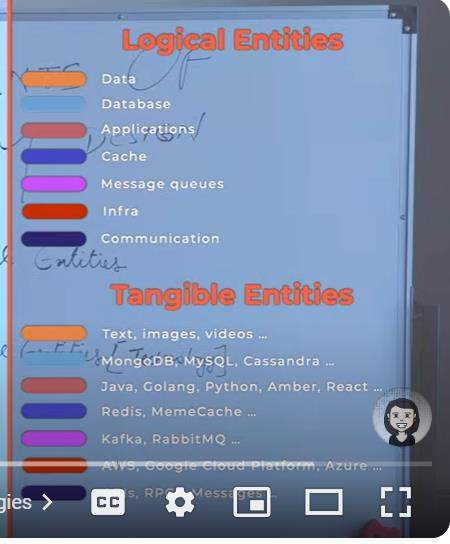 Logical Entities
Data
Database
Applications
Cache
Message queues
Infra
Communication
Entities
Tangible Entities
Text, images, videos ...
MongoDB, MySQL, Cassandra ...
Java, Golang, Python, Amber, React ...
Redis, MemeCache ...
Kafka, RabbitMQ ...
AWS, Google Cloud Platform, Azure ...
RPC, Messages ...
gies
CC